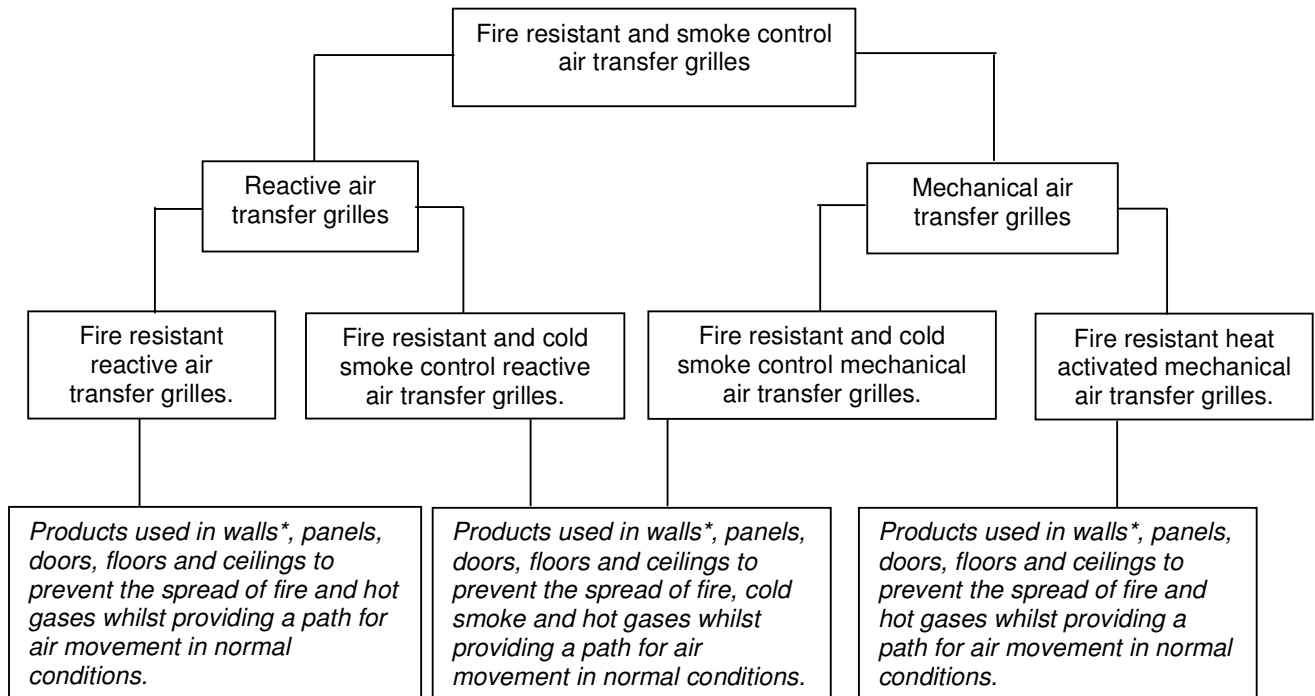 Fire resistant and smoke control
air transfer grilles
Reactive air
transfer grilles
Mechanical air
transfer grilles
Fire resistant
reactive air
transfer grilles.
Fire resistant and cold
smoke control reactive
air transfer grilles.
Fire resistant and cold
smoke control mechanical
air transfer grilles.
Fire resistant heat
activated mechanical
air transfer grilles.
Products used in walls*, panels,
doors, floors and ceilings to
prevent the spread of fire and hot
gases whilst providing a path for
air movement in normal
conditions.
Products used in walls*, panels,
doors, floors and ceilings to
prevent the spread of fire, cold
smoke and hot gases whilst
providing a path for air
movement in normal conditions.
Products used in walls*, panels,
doors, floors and ceilings to
prevent the spread of fire and
hot gases whilst providing a
path for air movement in normal
conditions.